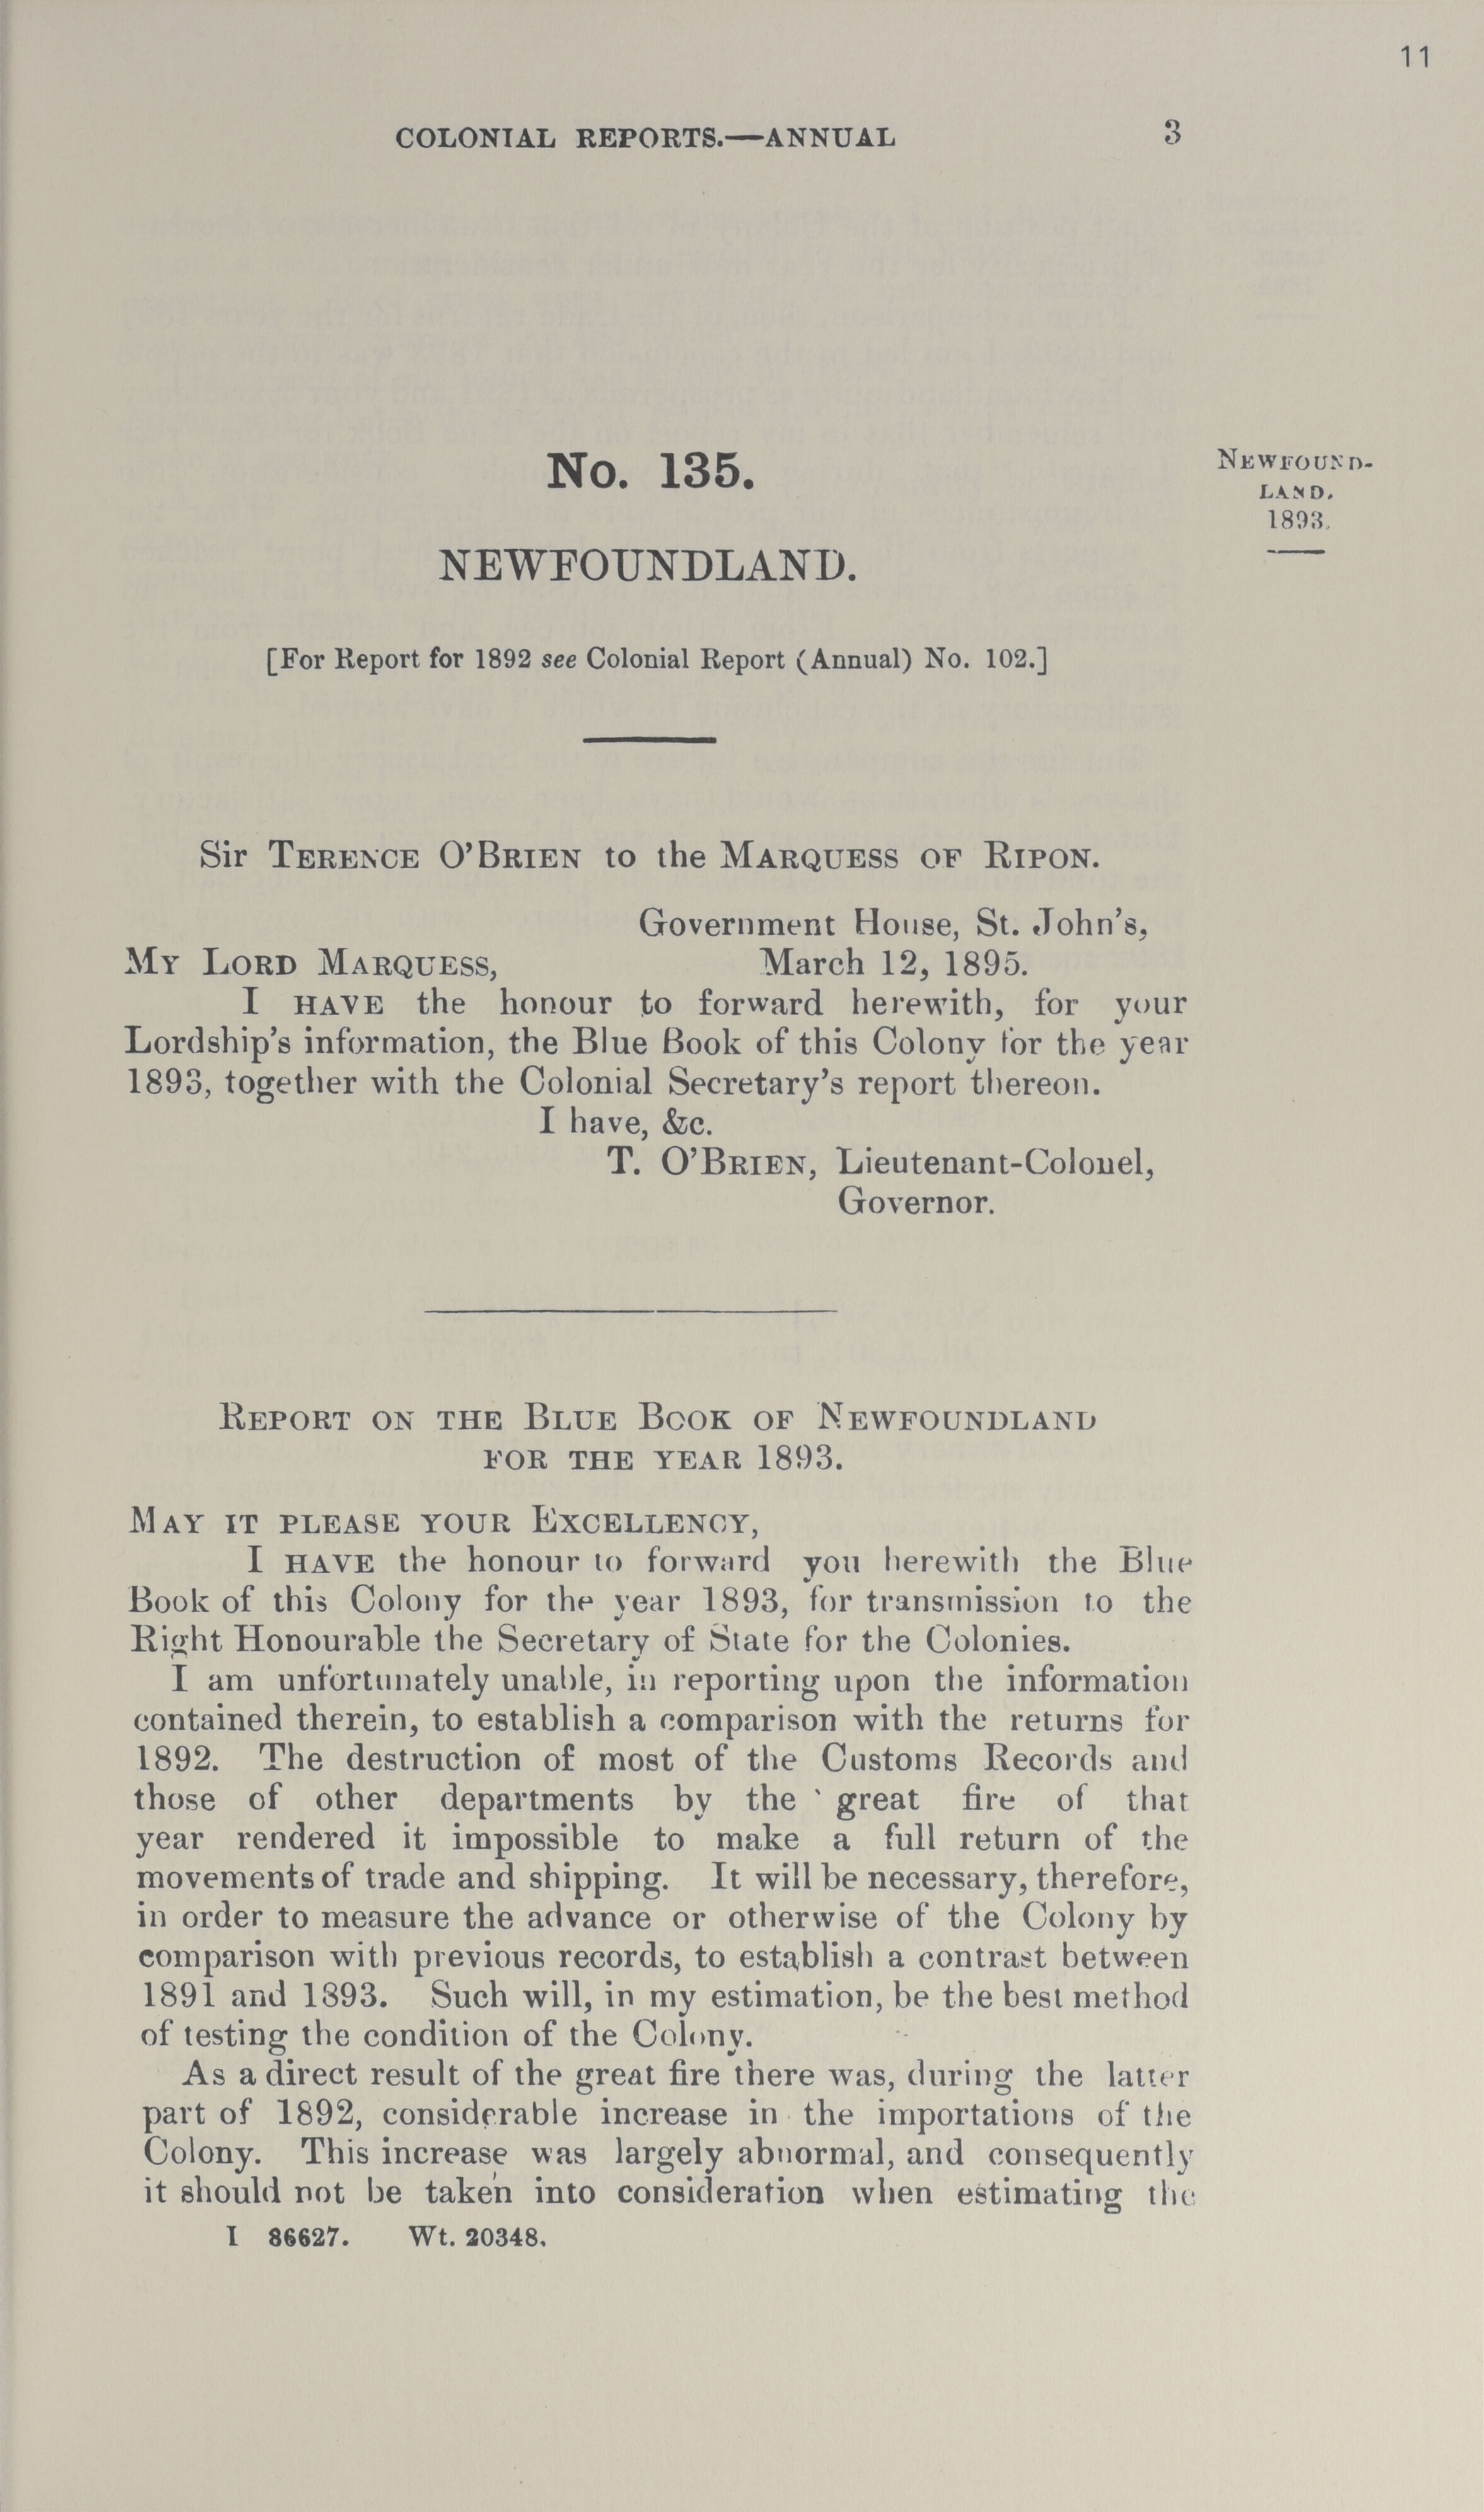 11
COLONIAL REPORTS.—ANNUAL 3
No. 135.
NEWFOUND-
LAND.
1893.
NEWFOUNDLAND.
[For Report for 1892 see Colonial Report (Annual) No. 102.]
Sir TERENCE O'BRIEN to the MARQUESS OF RIPON.
Government House, St. John's,
MY LORD MARQUESS, March 12, 1895.
I HAVE the honour to forward herewith, for your
Lordship's information, the Blue Book of this Colony for the year
1893, together with the Colonial Secretary's report thereon.
I have, &c.
T. O'BRIEN, Lieutenant-Colonel,
Governor.
REPORT ON THE BLUE BOOK OF NEWFOUNDLAND
FOR THE YEAR 1893.
MAY IT PLEASE YOUR EXCELLENCY,
I HAVE the honour to forward you herewith the Blue
Book of this Colony for the year 1893, for transmission to the
Right Honourable the Secretary of State for the Colonies.
I am unfortunately unable, in reporting upon the information
contained therein, to establish a comparison with the returns for
1892. The destruction of most of the Customs Records and
those of other departments by the great fire of that
year rendered it impossible to make a full return of the
movements of trade and shipping. It will be necessary, therefore,
in order to measure the advance or otherwise of the Colony by
comparison with previous records, to establish a contrast between
1891 and 1893. Such will, in my estimation, be the best method
of testing the condition of the Colony.
As a direct result of the great fire there was, during the latter
part of 1892, considerable increase in the importations of the
Colony. This increase was largely abnormal, and consequently
it should not be taken into consideration when estimating the
I 86627. Wt. 20348.